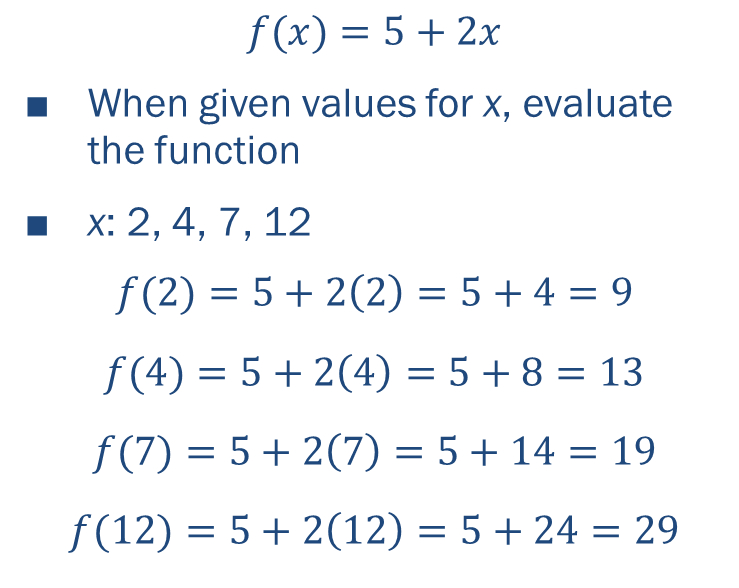 f(x) = 5 + 2x
■ When given values for x, evaluate
the function
■ x: 2, 4, 7, 12
f(2) = 5 + 2(2) = 5 + 4 = 9
f(4) = 5 + 2(4) = 5 + 8 = 13
f(7) = 5 + 2(7) = 5 + 14 = 19
f(12) = 5 + 2(12) = 5 + 24 = 29